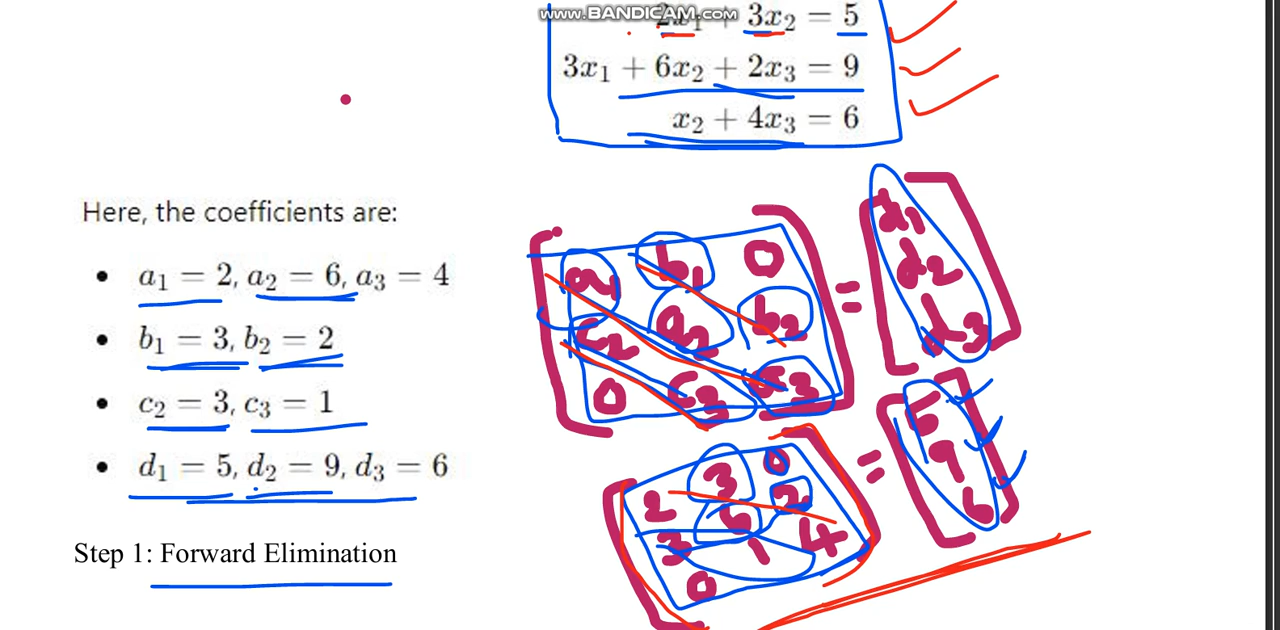 www.BANDICAM.com
2x₁ + 3x₂ = 5
3x₁ + 6x₂ + 2x₃ = 9
x₂ + 4x₃ = 6
Here, the coefficients are:
• a₁ = 2, a₂ = 6, a₃ = 4
• b₁ = 3, b₂ = 2
• c₂ = 3, c₃ = 1
• d₁ = 5, d₂ = 9, d₃ = 6
Step 1: Forward Elimination
a₁ b₁ 0 d₁
c₂ a₂ b₂ = d₂
0 c₃ a₃ d₃
2 3 0 5
3 6 2 = 9
0 1 4 6